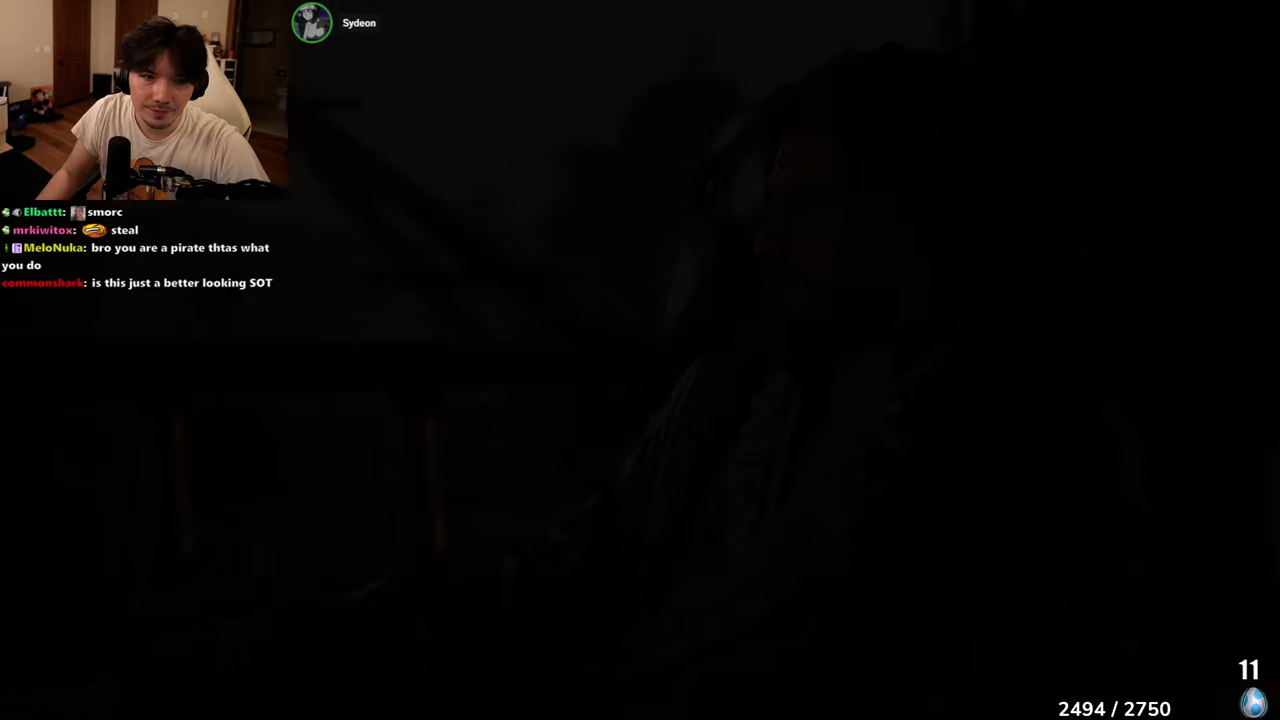 Sydeon
Elbattt: smorc
mrkiwitox: steal
MeloNuka: bro you are a pirate thtas what
you do
commonshark: is this just a better looking SOT
11
2494 / 2750